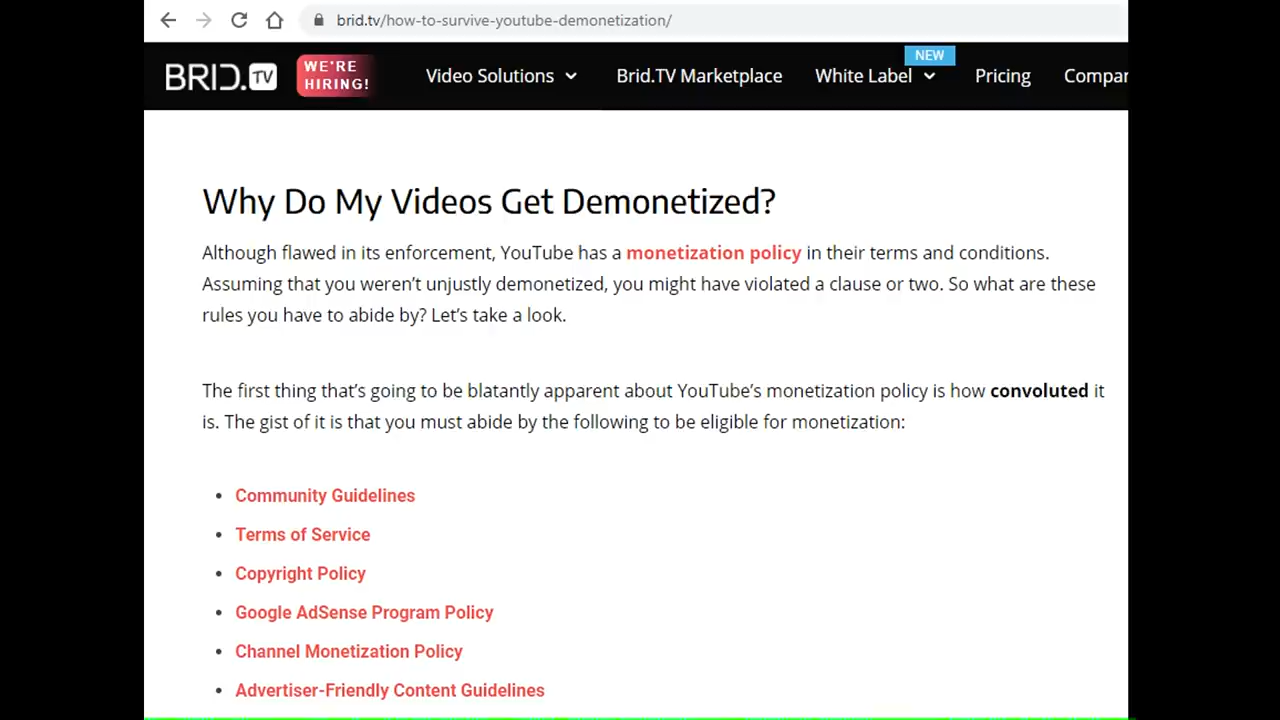 brid.tv/how-to-survive-youtube-demonetization/
NEW
BRID.TV WE'RE HIRING! Video Solutions Brid.TV Marketplace White Label Pricing Compar
Why Do My Videos Get Demonetized?
Although flawed in its enforcement, YouTube has a monetization policy in their terms and conditions.
Assuming that you weren't unjustly demonetized, you might have violated a clause or two. So what are these
rules you have to abide by? Let's take a look.
The first thing that's going to be blatantly apparent about YouTube's monetization policy is how convoluted it
is. The gist of it is that you must abide by the following to be eligible for monetization:
• Community Guidelines
• Terms of Service
• Copyright Policy
• Google AdSense Program Policy
• Channel Monetization Policy
• Advertiser-Friendly Content Guidelines